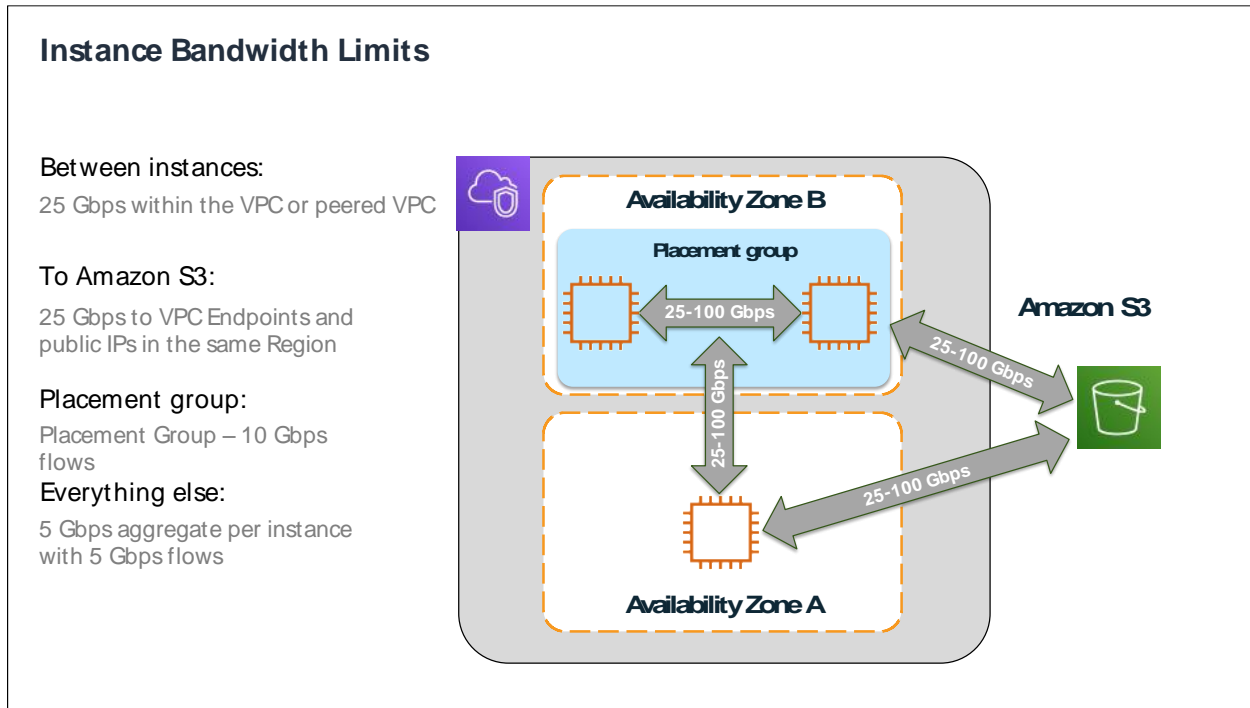 Instance Bandwidth Limits
Between instances:
25 Gbps within the VPC or peered VPC
To Amazon S3:
25 Gbps to VPC Endpoints and
public IPs in the same Region
Placement group:
Placement Group – 10 Gbps
flows
Everything else:
5 Gbps aggregate per instance
with 5 Gbps flows
Availability Zone B
Placement group
25-100 Gbps
25-100 Gbps
Availability Zone A
Amazon S3
25-100 Gbps
25-100 Gbps